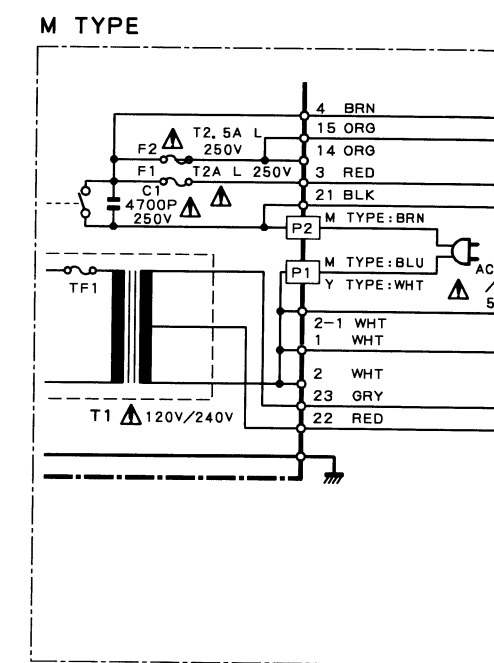 M TYPE
4 BRN
T2.5A L
15 ORG
F2
250V
14 ORG
F1
T2A L 250V
3 RED
C1
21 BLK
4700P
250V
M TYPE:BRN
P2
P1
M TYPE:BLU
AC
Y TYPE:WHT
TF1
5
2-1 WHT
1 WHT
2 WHT
23 GRY
T1
120V/240V
22 RED